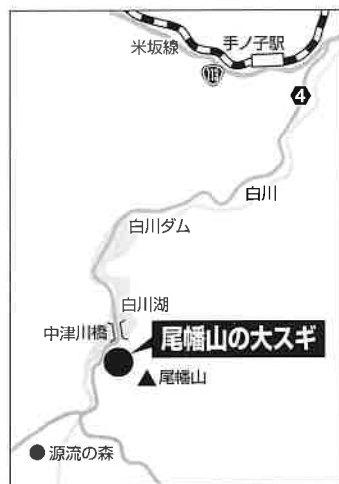 米坂線
手ノ子駅
113
4
白川
白川ダム
白川湖
中津川橋
尾幡山の大スギ
尾幡山
源流の森